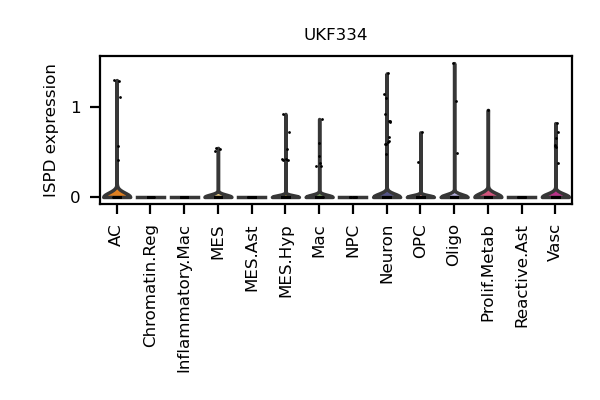 UKF334
ISPD expression
1
0
AC
Chromatin.Reg
Inflammatory.Mac
MES
MES.Ast
MES.Hyp
Mac
NPC
Neuron
OPC
Oligo
Prolif.Metab
Reactive.Ast
Vasc